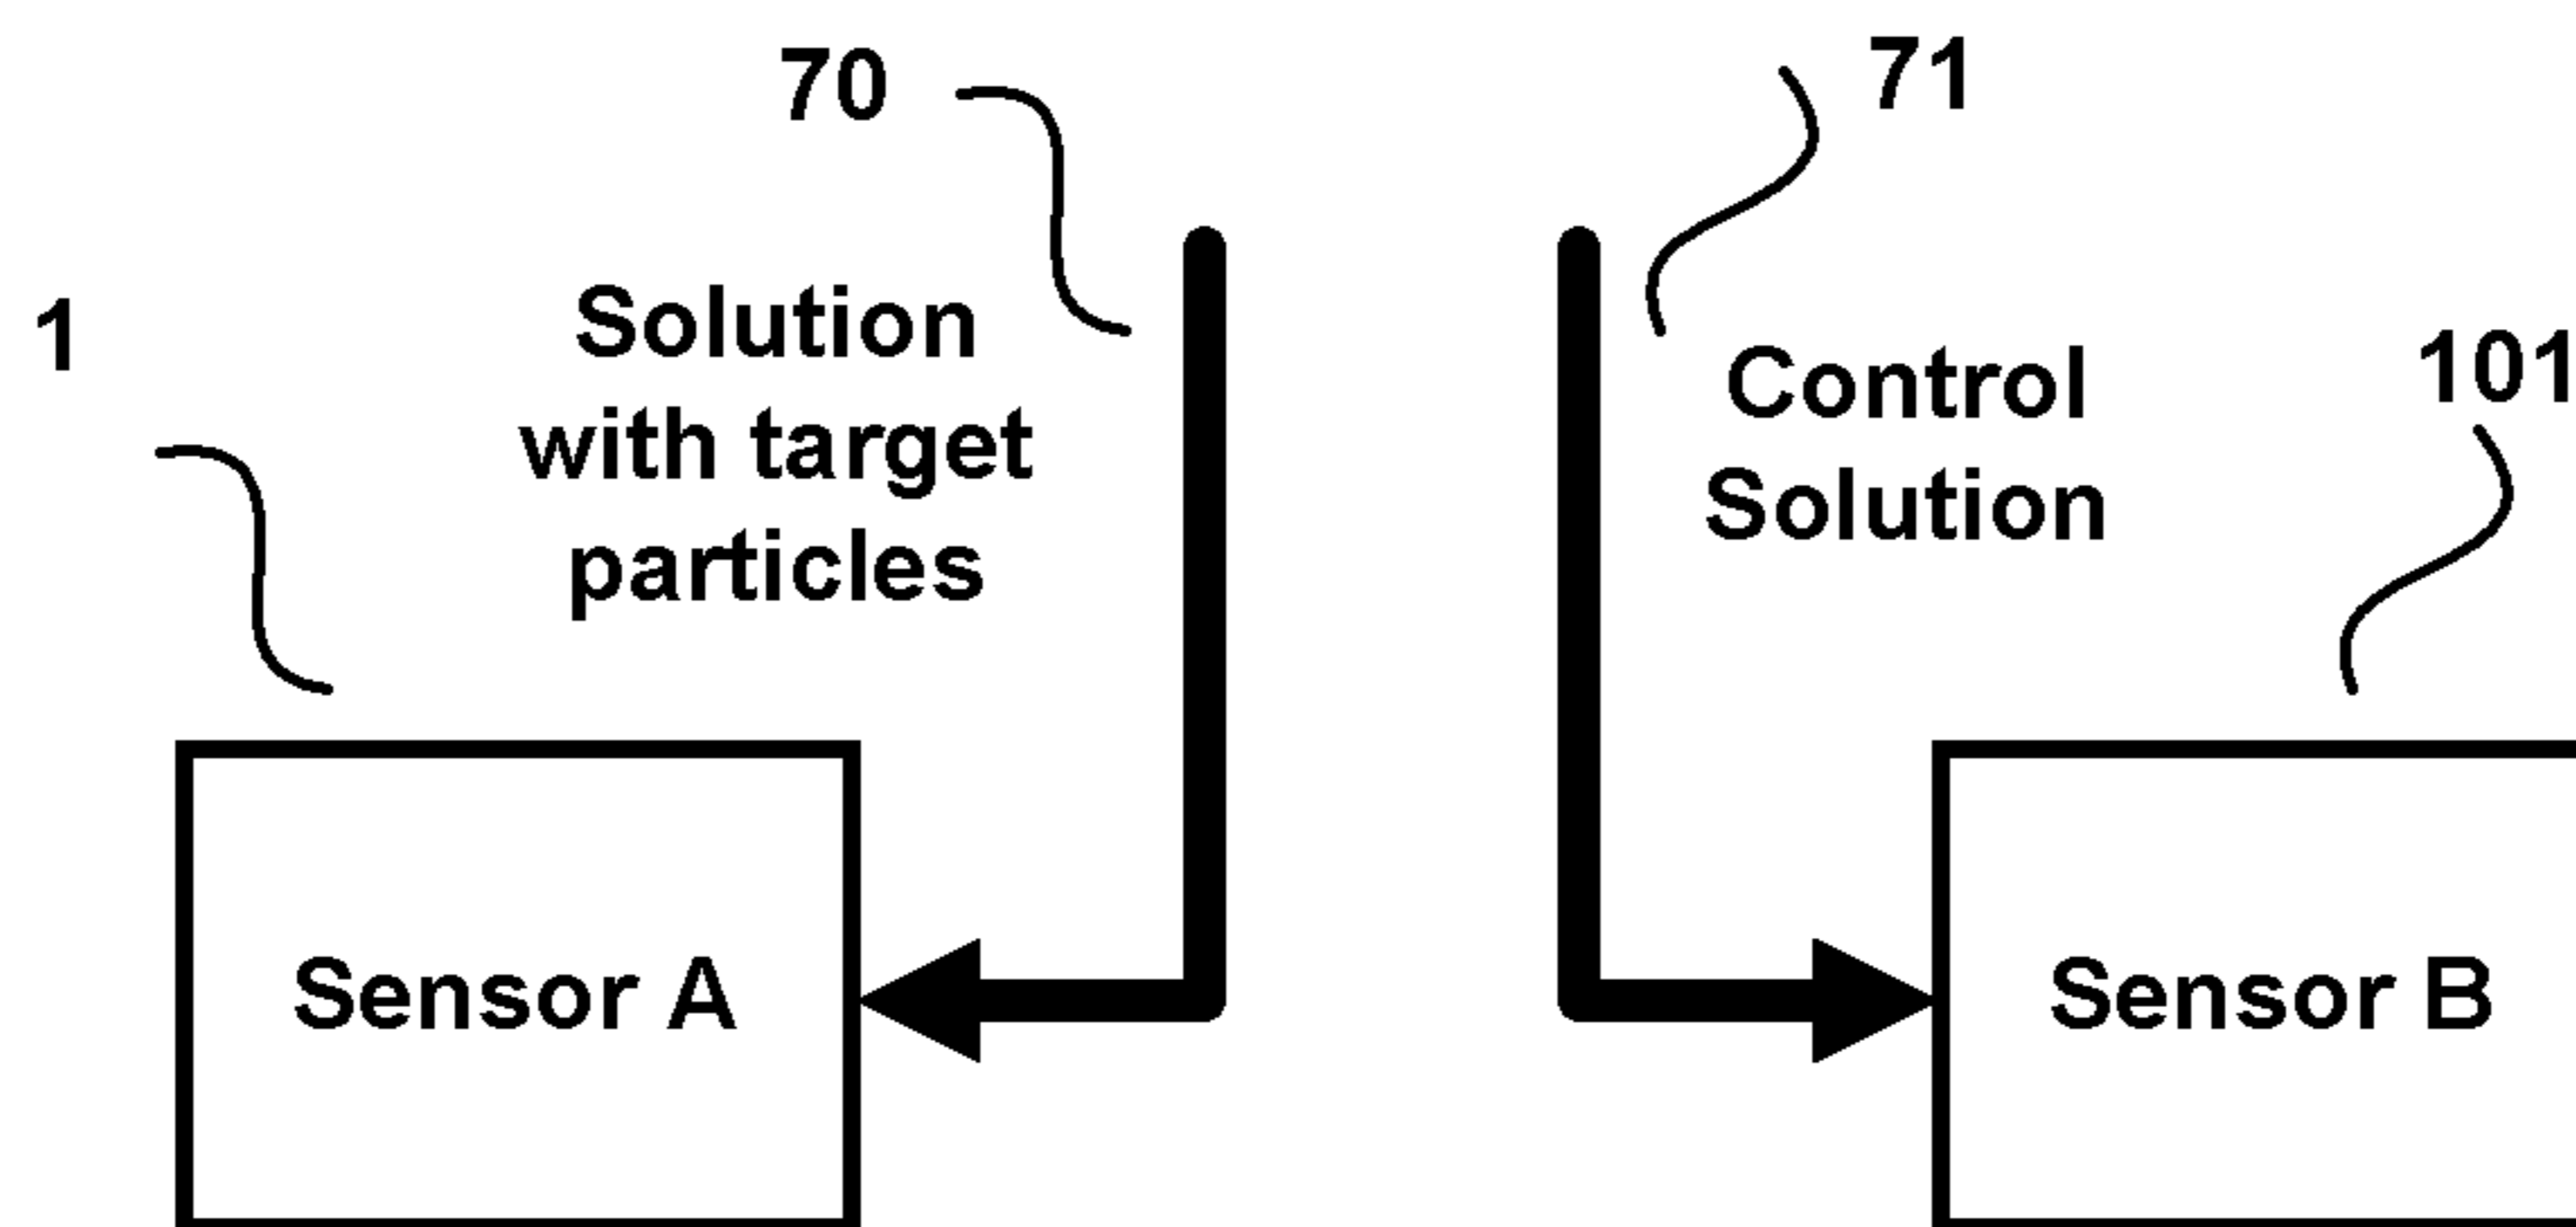 70
71
1
Solution
with target
particles
Control
Solution
101
Sensor A
Sensor B